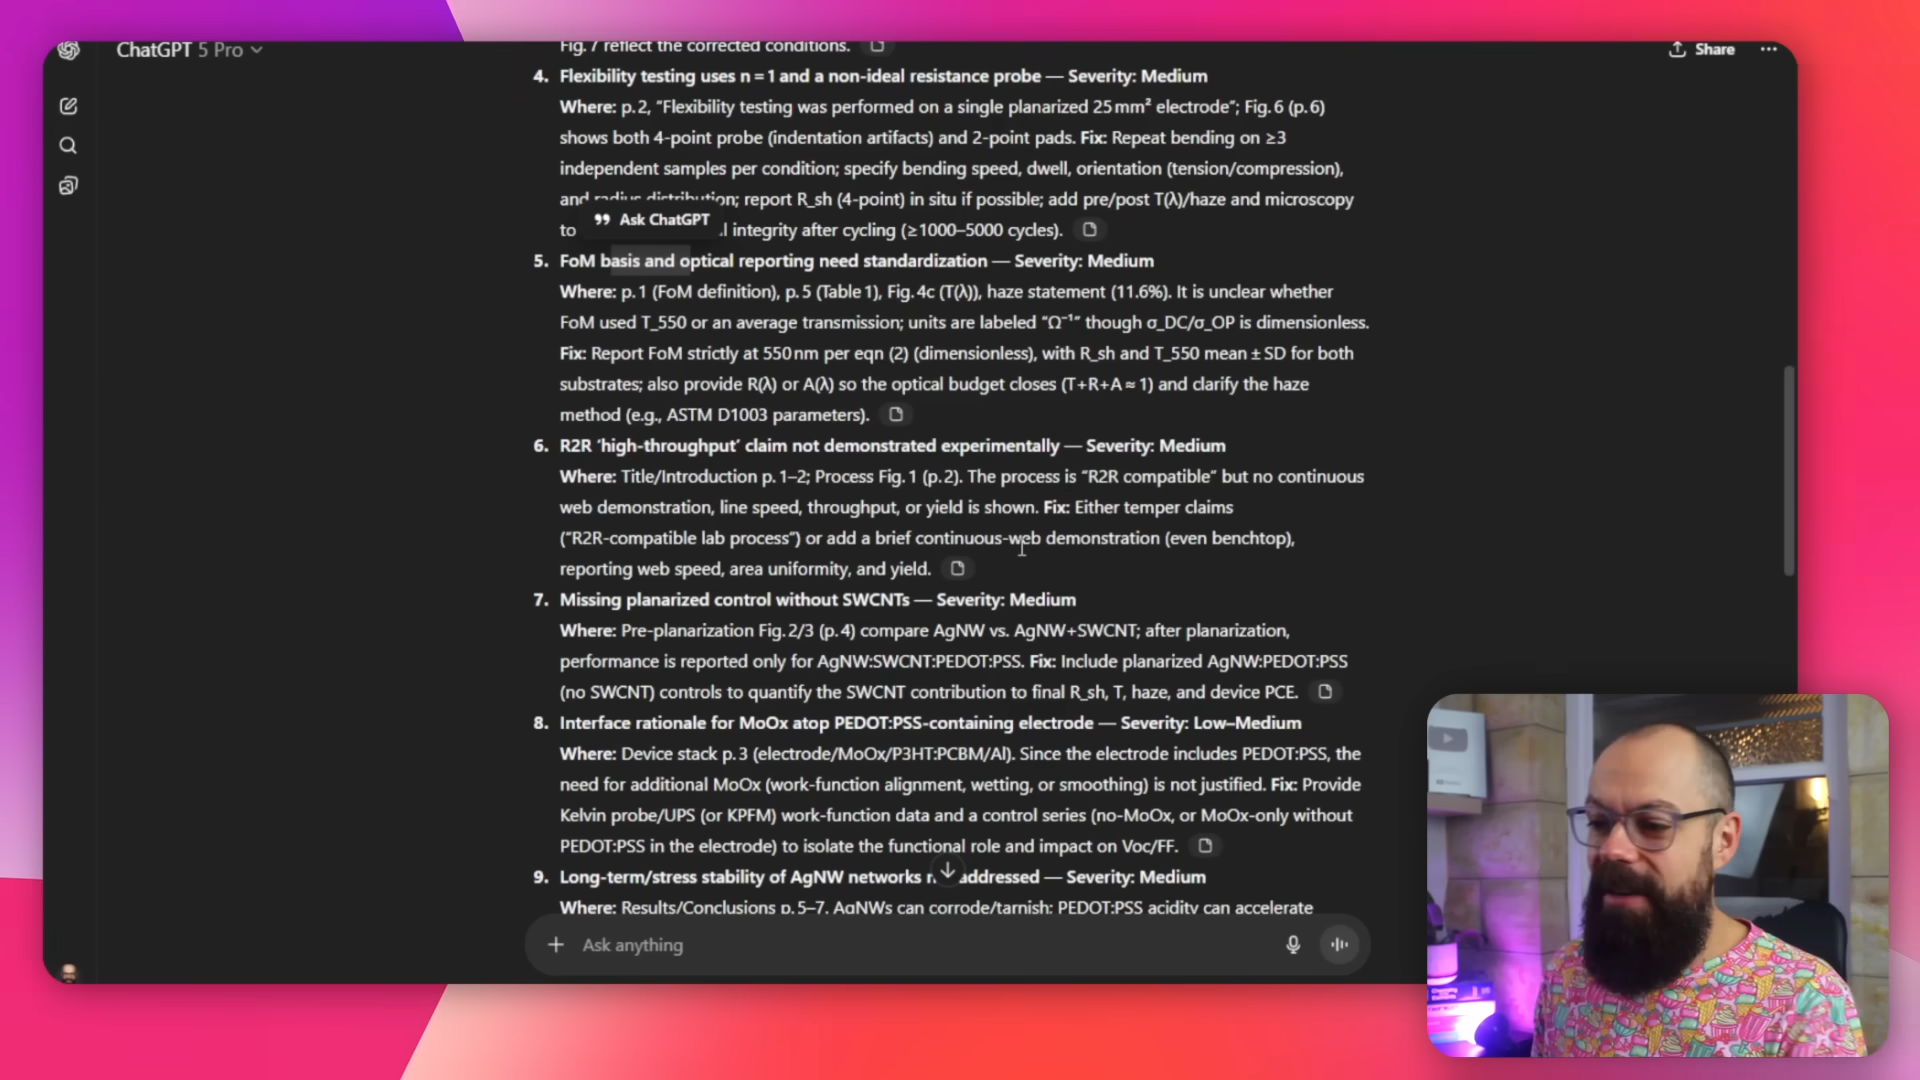 ChatGPT 5 Pro
Share
Fig. 7 reflect the corrected conditions.
4. Flexibility testing uses n = 1 and a non-ideal resistance probe — Severity: Medium
Where: p. 2, “Flexibility testing was performed on a single planarized 25 mm² electrode”; Fig. 6 (p. 6)
shows both 4-point probe (indentation artifacts) and 2-point pads. Fix: Repeat bending on ≥3
independent samples per condition; specify bending speed, dwell, orientation (tension/compression),
and radius distribution; report R_sh (4-point) in situ if possible; add pre/post T(λ)/haze and microscopy
Ask ChatGPT
to integrity after cycling (≥1000–5000 cycles).
5. FoM basis and optical reporting need standardization — Severity: Medium
Where: p. 1 (FoM definition), p. 5 (Table 1), Fig. 4c (T(λ)), haze statement (11.6%). It is unclear whether
FoM used T_550 or an average transmission; units are labeled “Ω⁻¹” though σ_DC/σ_OP is dimensionless.
Fix: Report FoM strictly at 550 nm per eqn (2) (dimensionless), with R_sh and T_550 mean ± SD for both
substrates; also provide R(λ) or A(λ) so the optical budget closes (T+R+A ≈ 1) and clarify the haze
method (e.g., ASTM D1003 parameters).
6. R2R ‘high-throughput’ claim not demonstrated experimentally — Severity: Medium
Where: Title/Introduction p. 1–2; Process Fig. 1 (p. 2). The process is “R2R compatible” but no continuous
web demonstration, line speed, throughput, or yield is shown. Fix: Either temper claims
(“R2R-compatible lab process”) or add a brief continuous-web demonstration (even benchtop),
reporting web speed, area uniformity, and yield.
7. Missing planarized control without SWCNTs — Severity: Medium
Where: Pre-planarization Fig. 2/3 (p. 4) compare AgNW vs. AgNW+SWCNT; after planarization,
performance is reported only for AgNW:SWCNT:PEDOT:PSS. Fix: Include planarized AgNW:PEDOT:PSS
(no SWCNT) controls to quantify the SWCNT contribution to final R_sh, T, haze, and device PCE.
8. Interface rationale for MoOx atop PEDOT:PSS-containing electrode — Severity: Low–Medium
Where: Device stack p. 3 (electrode/MoOx/P3HT:PCBM/Al). Since the electrode includes PEDOT:PSS, the
need for additional MoOx (work-function alignment, wetting, or smoothing) is not justified. Fix: Provide
Kelvin probe/UPS (or KPFM) work-function data and a control series (no-MoOx, or MoOx-only without
PEDOT:PSS in the electrode) to isolate the functional role and impact on Voc/FF.
9. Long-term/stress stability of AgNW networks addressed — Severity: Medium
Where: Results/Conclusions p. 5–7. AgNWs can corrode/tarnish; PEDOT:PSS acidity can accelerate
Ask anything